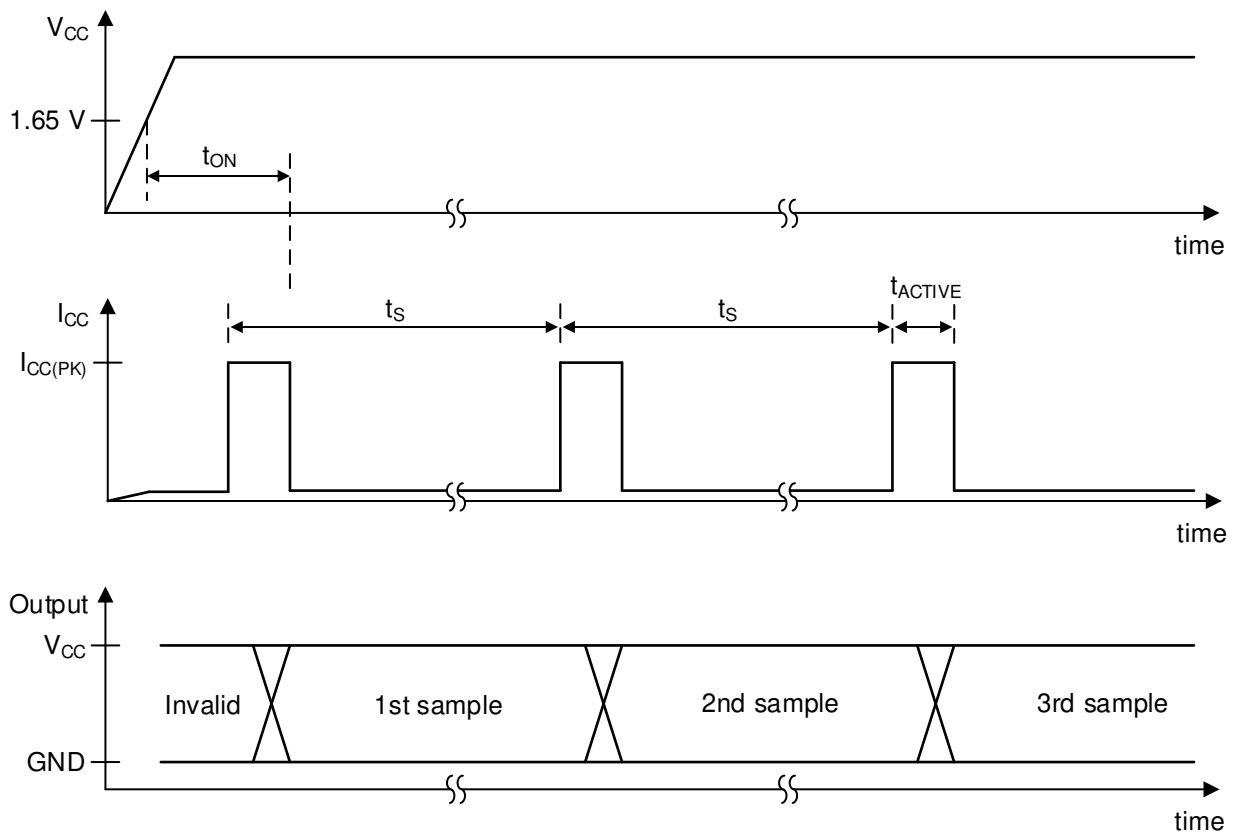 VCC
1.65 V
tON
time
ICC
tS
tS
tACTIVE
ICC(PK)
time
Output
VCC
Invalid
1st sample
2nd sample
3rd sample
GND
time